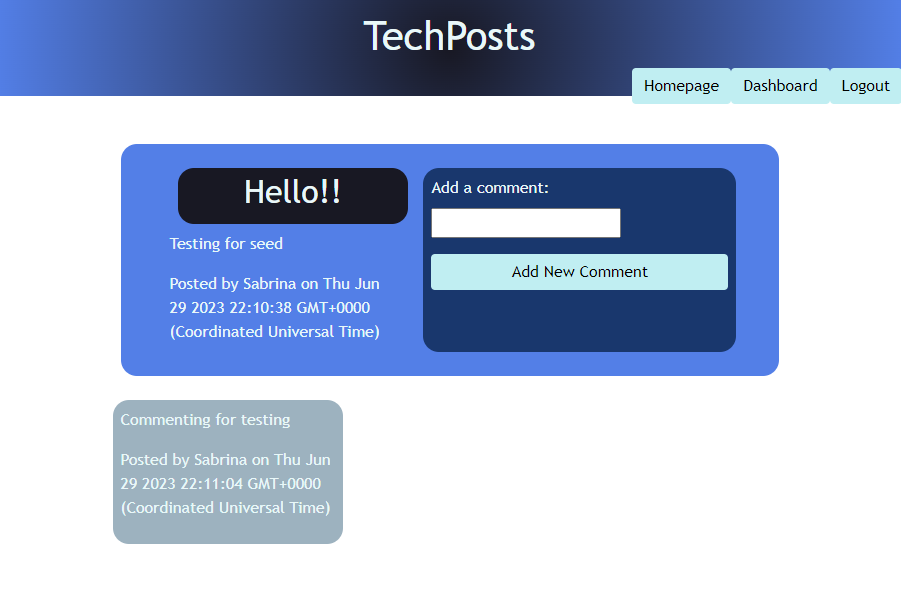 TechPosts
Homepage Dashboard Logout
Hello!!
Testing for seed
Posted by Sabrina on Thu Jun
29 2023 22:10:38 GMT+0000
(Coordinated Universal Time)
Add a comment:
Add New Comment
Commenting for testing
Posted by Sabrina on Thu Jun
29 2023 22:11:04 GMT+0000
(Coordinated Universal Time)